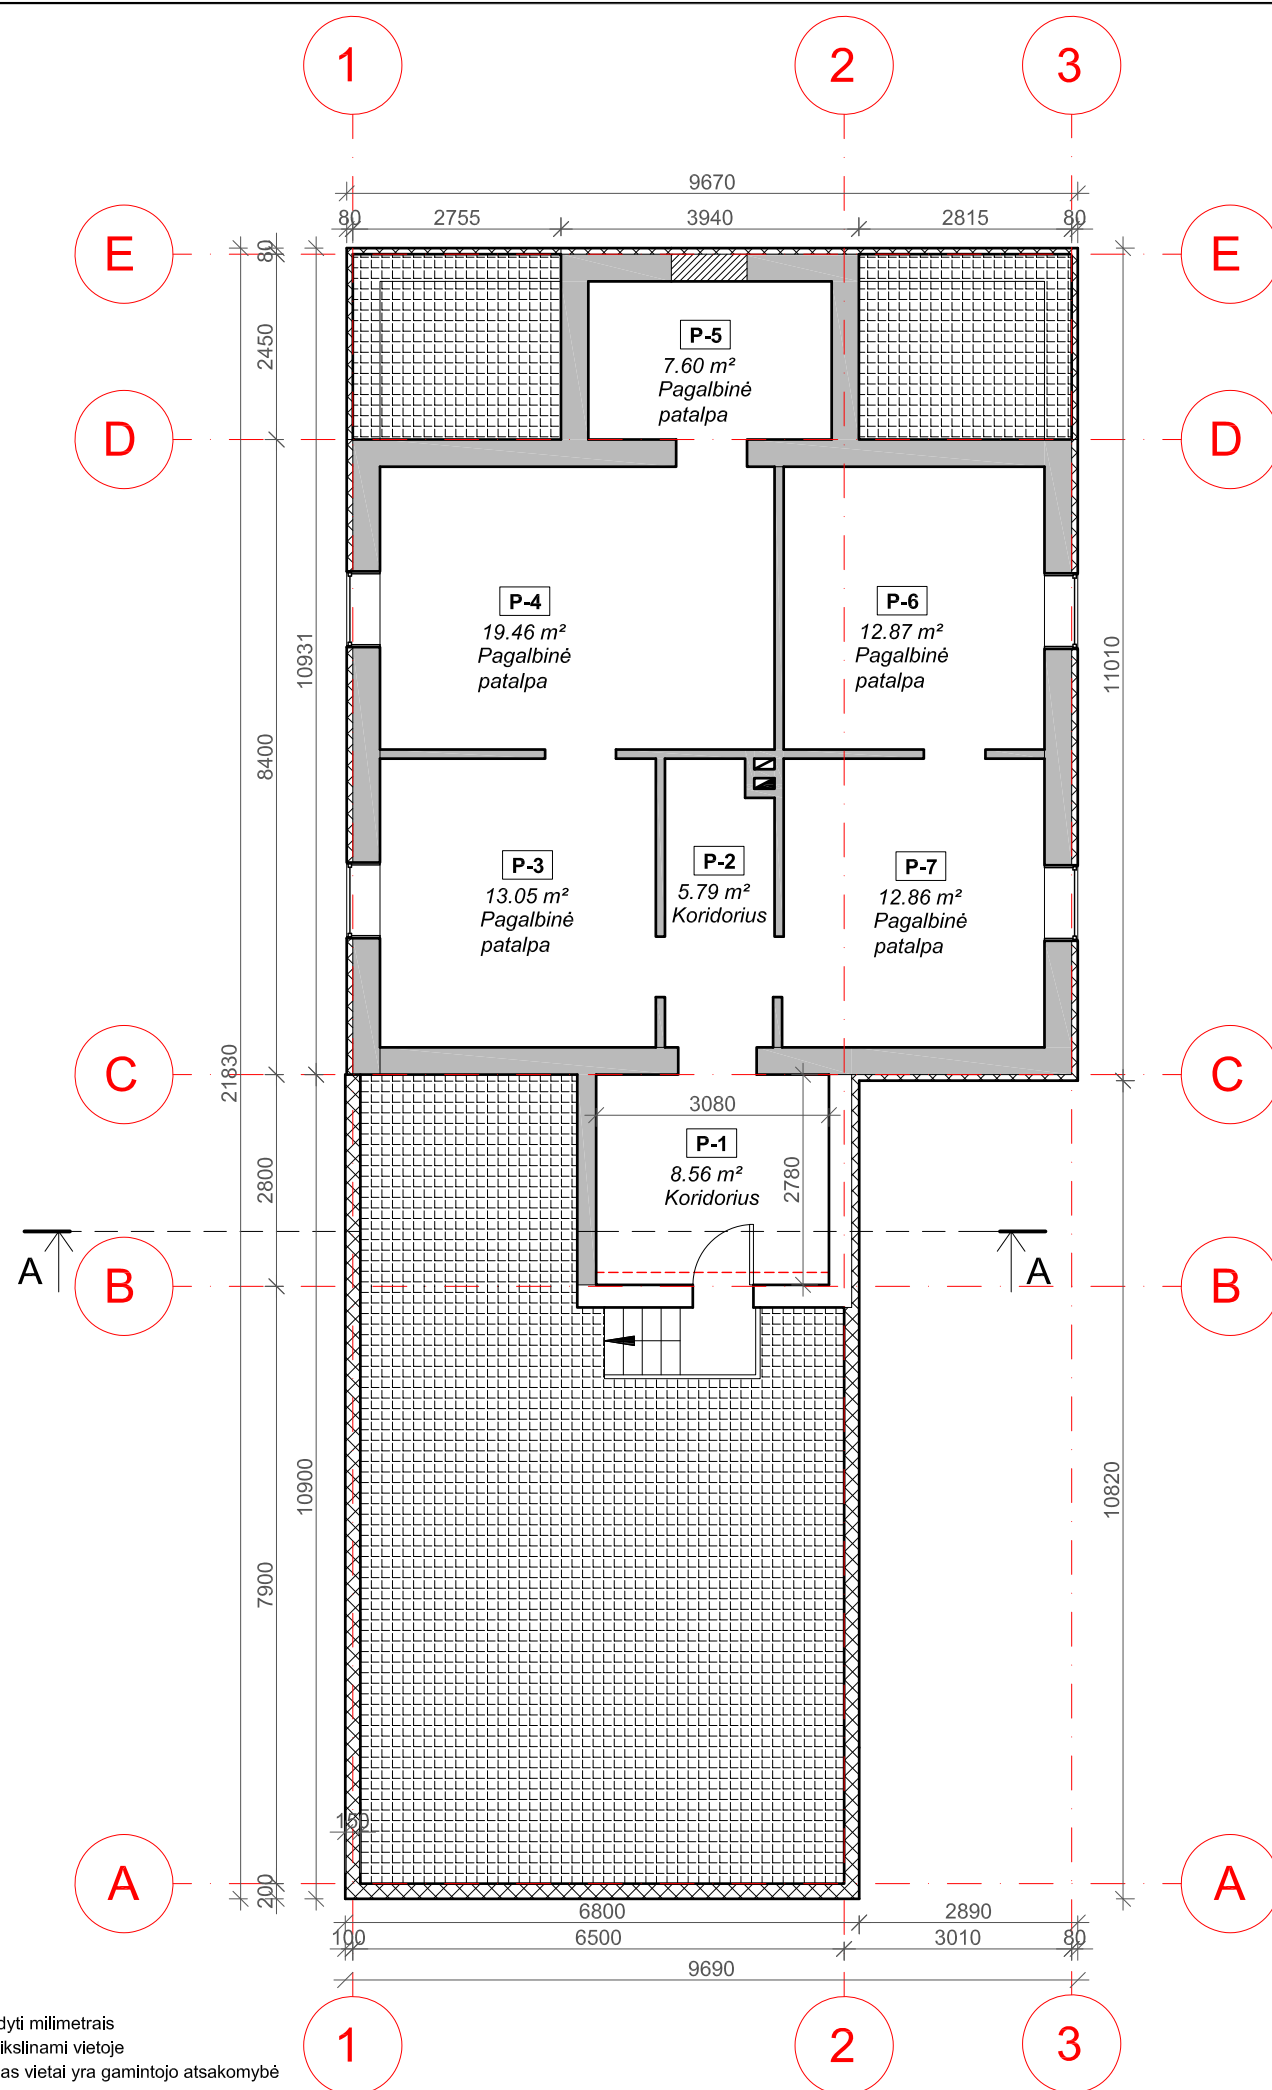 1
2
3
9670
80
2755
3940
2815
80
E
E
80
2450
P-5
7.60 m²
Pagalbinė
patalpa
D
D
P-4
19.46 m²
Pagalbinė
patalpa
P-6
12.87 m²
Pagalbinė
patalpa
10931
11010
8400
P-3
13.05 m²
Pagalbinė
patalpa
P-2
5.79 m²
Koridorius
P-7
12.86 m²
Pagalbinė
patalpa
C
C
21830
3080
P-1
8.56 m²
Koridorius
2780
2800
A
A
B
B
10900
10820
7900
150
A
A
200
6800
2890
100
6500
3010
80
9690
1
2
3
dyti milimetrais
ikslinami vietoje
as vietai yra gamintojo atsakomybė